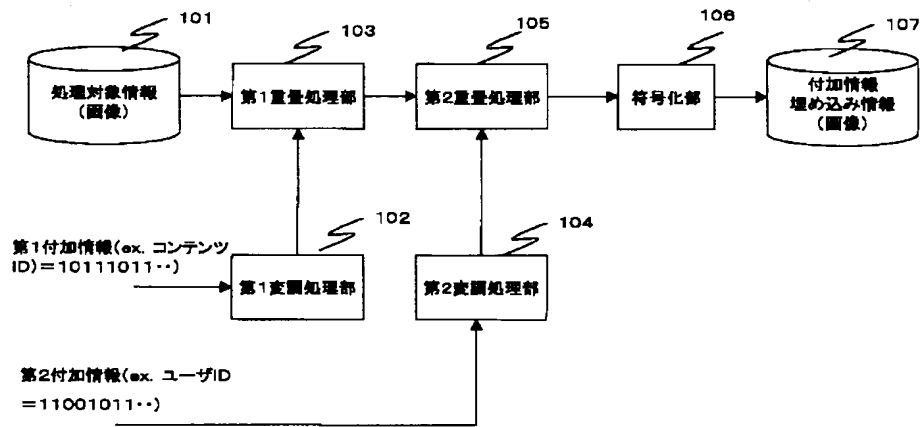 101
103
105
106
107
処理対象情報
(画像)
第1重畳処理部
第2重畳処理部
符号化部
付加情報
埋め込み情報
(画像)
102
104
第1付加情報(ex. コンテンツ
ID)=10111011··)
第1変調処理部
第2変調処理部
第2付加情報(ex. ユーザID
=11001011··)